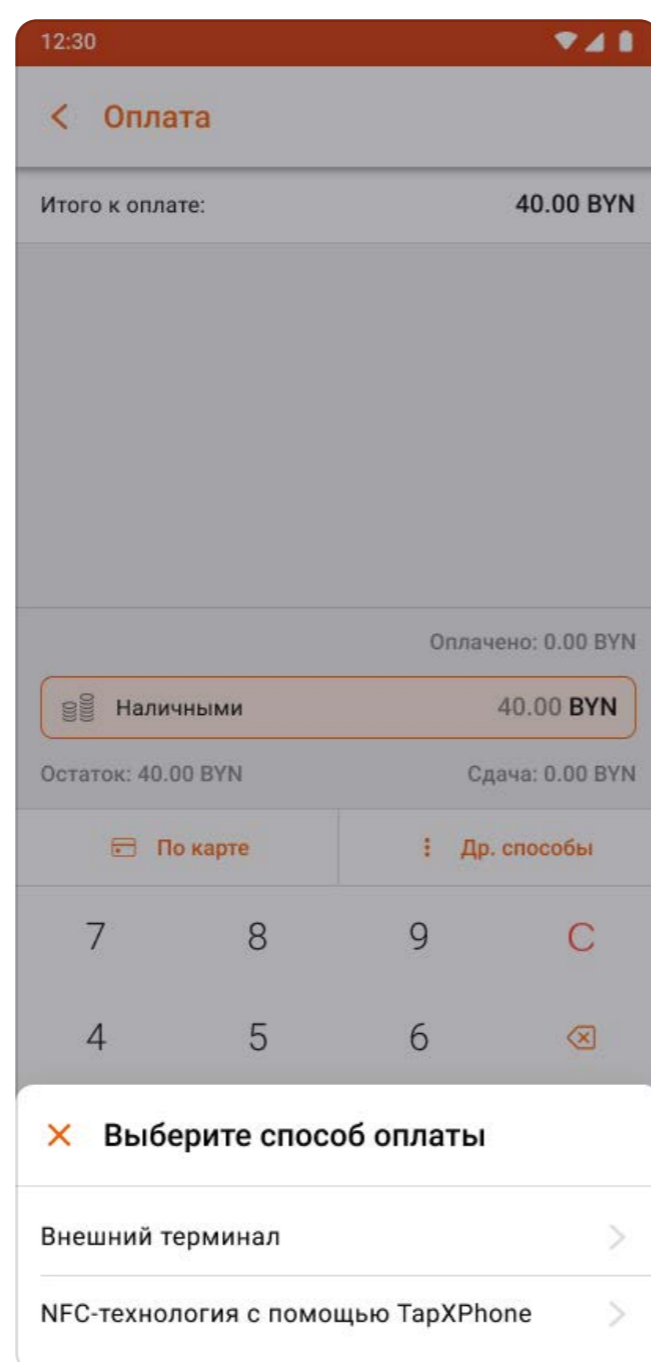 12:30
Оплата
Итого к оплате: 40.00 BYN
Оплачено: 0.00 BYN
Наличными 40.00 BYN
Остаток: 40.00 BYN Сдача: 0.00 BYN
По карте Др. способы
7 8 9 C
4 5 6
Выберите способ оплаты
Внешний терминал
NFC-технология с помощью TapXPhone